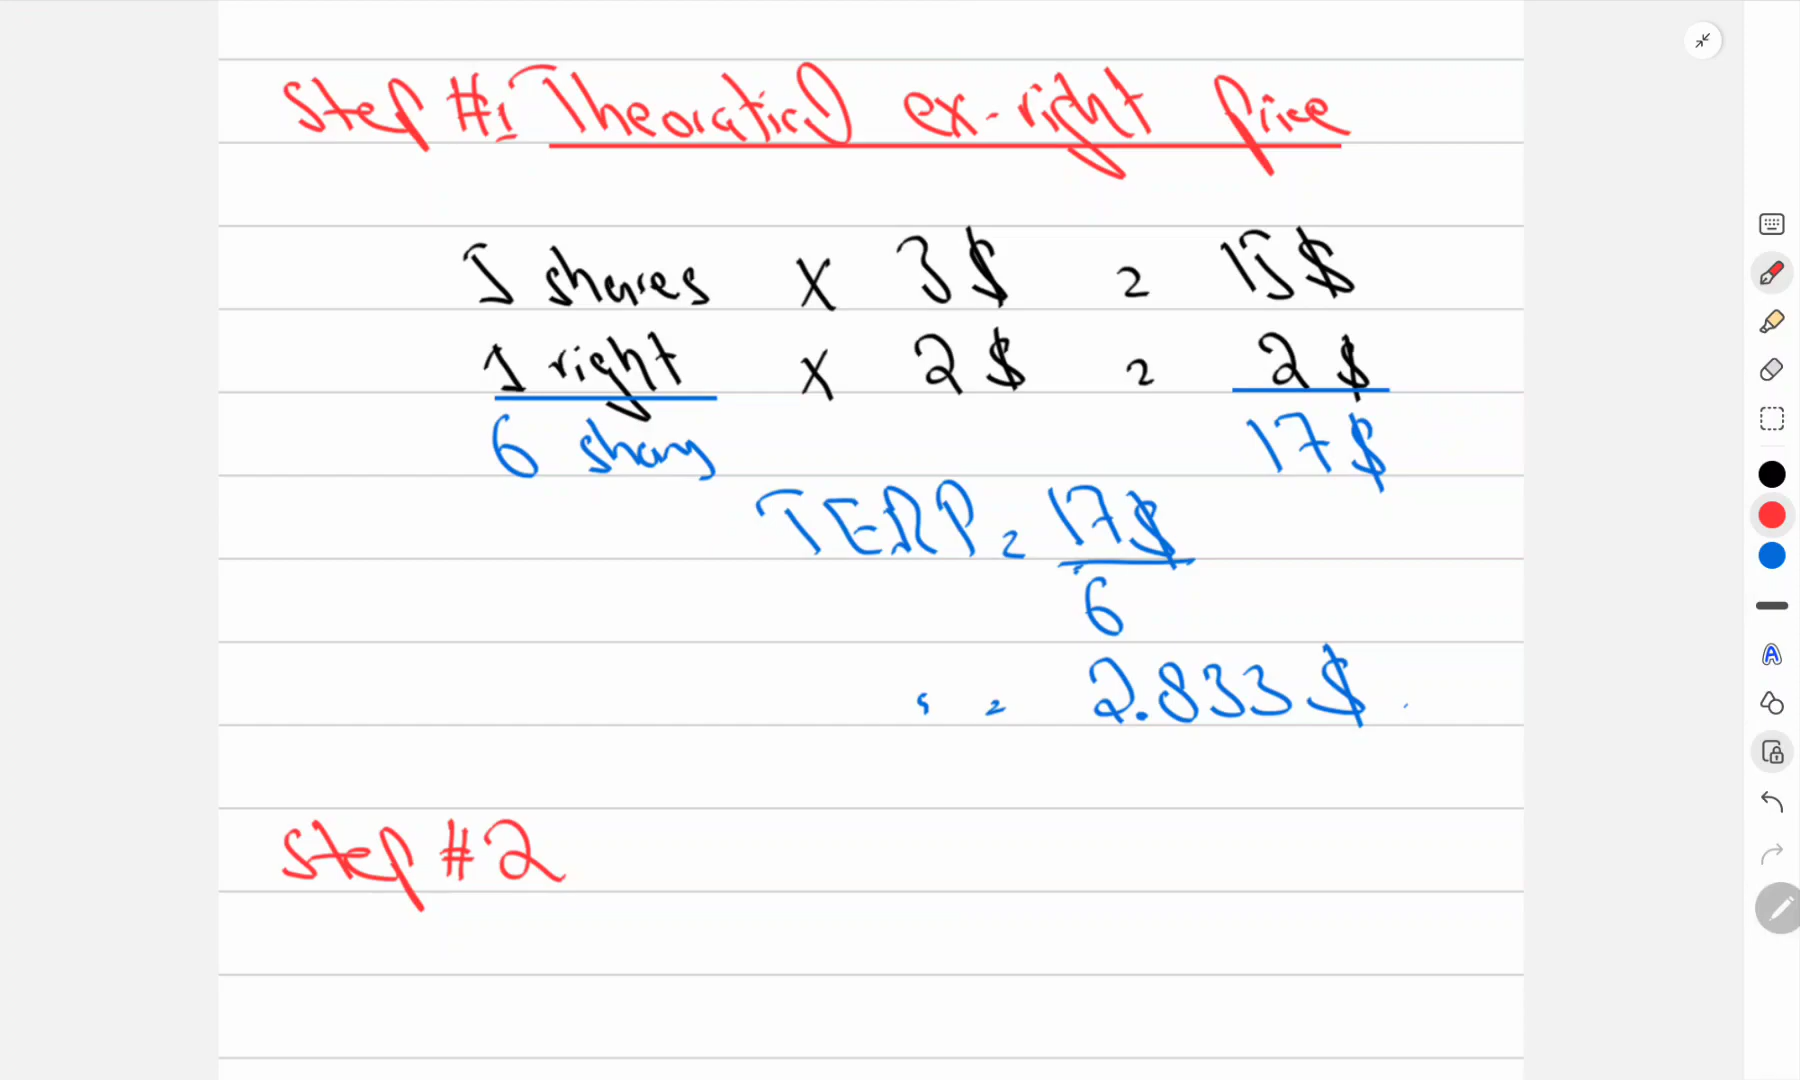 Step #1 Theoratical ex-right price
5 shares x 3$ = 15$
1 right x 2$ = 2$
6 shares 17$
TERP = 17$
6
= 2.833$
Step #2
A